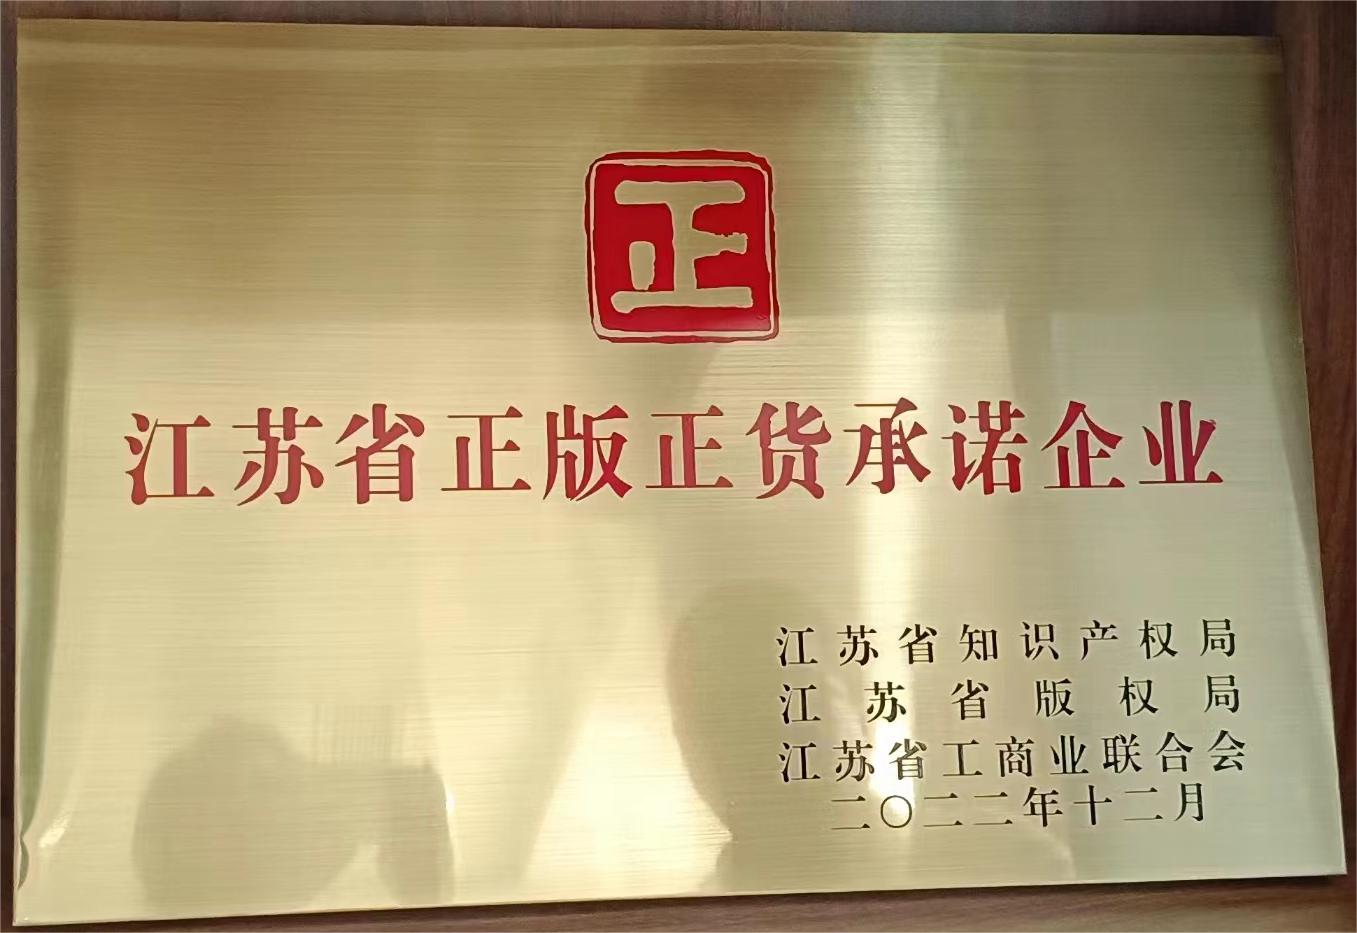 正
江苏省正版正货承诺企业
江苏省知识产权局
江苏省版权局
江苏省工商业联合会
二〇二二年十二月